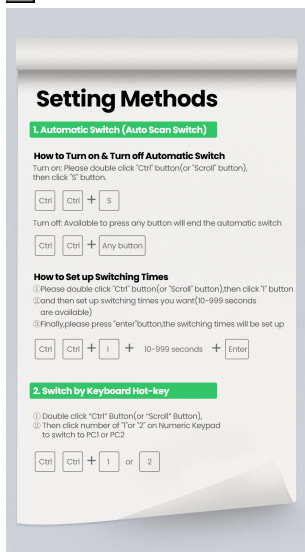 Setting Methods
1. Automatic Switch (Auto Scan Switch)
How to Turn on & Turn off Automatic Switch
Turn on: Please double click "Ctrl" button(or "Scroll" button),
then click "S" button.
Ctrl Ctrl + S
Turn off: Available to press any button will end the automatic switch
Ctrl Ctrl + Any button
How to Set up Switching Times
①Please double click "Ctrl" button(or "Scroll" button),then click "I" button
②and then set up switching times you want(10-999 seconds
are available)
③Finally,please press "enter"button,the switching times will be set up
Ctrl Ctrl + I + 10-999 seconds + Enter
2. Switch by Keyboard Hot-key
① Double click “Ctrl” Button(or “Scroll” Button),
② Then click number of "1"or "2" on Numeric Keypad
to switch to PC1 or PC2
Ctrl Ctrl + 1 or 2